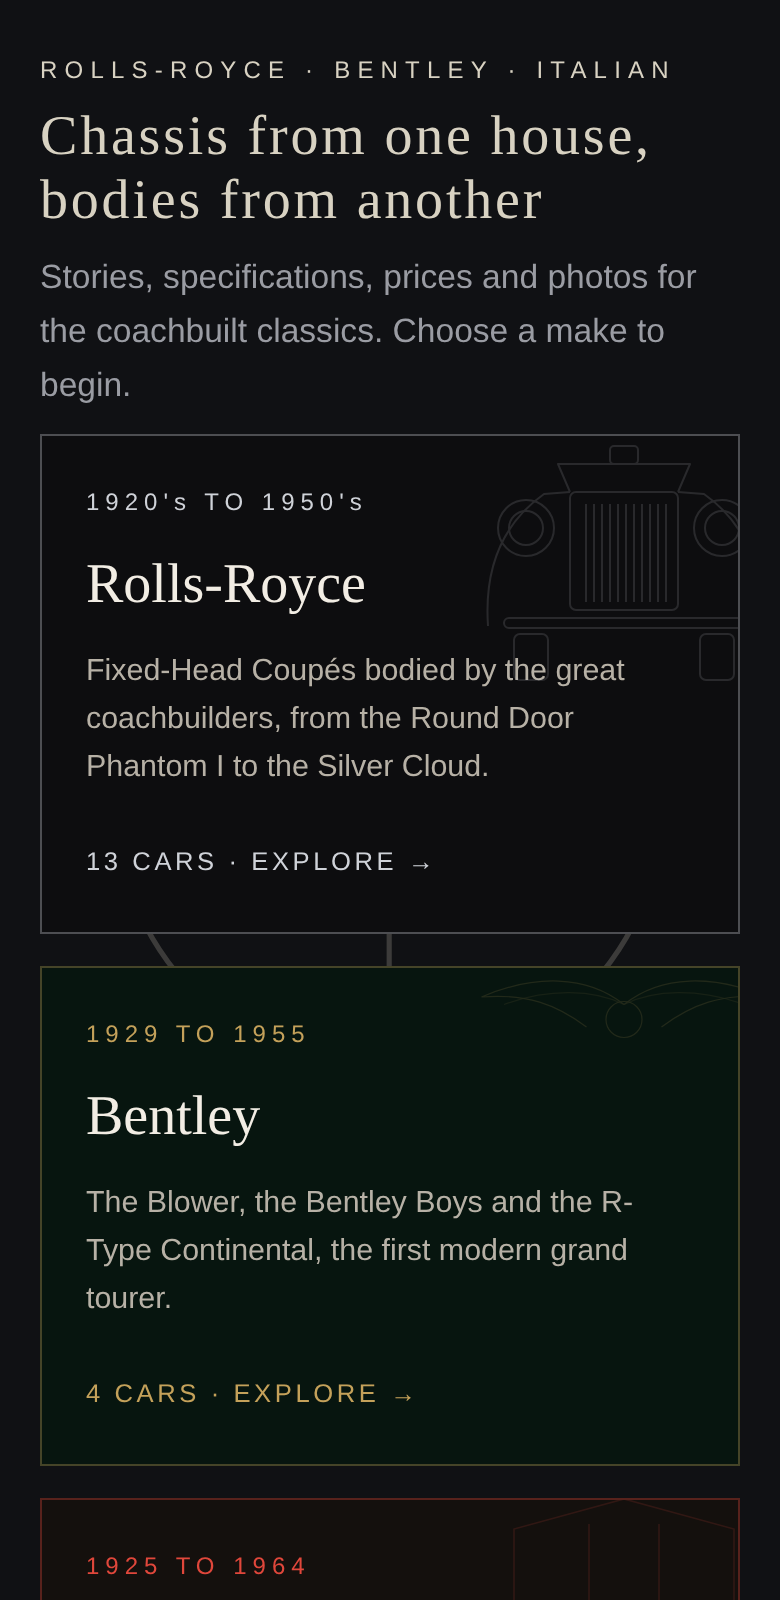 ROLLS-ROYCE · BENTLEY · ITALIAN
Chassis from one house,
bodies from another
Stories, specifications, prices and photos for
the coachbuilt classics. Choose a make to
begin.
1920's TO 1950's
Rolls-Royce
Fixed-Head Coupés bodied by the great
coachbuilders, from the Round Door
Phantom I to the Silver Cloud.
13 CARS · EXPLORE →
1929 TO 1955
Bentley
The Blower, the Bentley Boys and the R-
Type Continental, the first modern grand
tourer.
4 CARS · EXPLORE →
1925 TO 1964